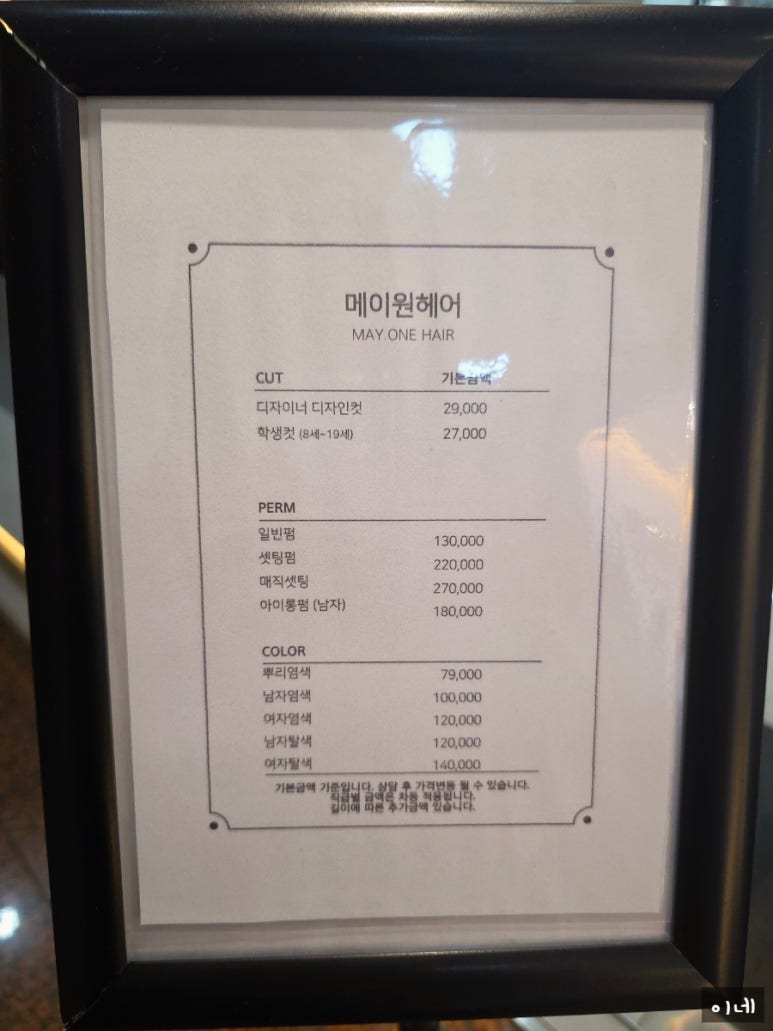 메이원헤어
MAY ONE HAIR
CUT 기본금액
디자이너 디자인컷 29,000
학생컷 (8세~19세) 27,000
PERM
일반펌 130,000
셋팅펌 220,000
매직셋팅 270,000
아이롱펌 (남자) 180,000
COLOR
뿌리염색 79,000
남자염색 100,000
여자염색 120,000
남자탈색 120,000
여자탈색 140,000
기본금액 기준입니다. 상담 후 가격변동 될 수 있습니다.
직급별 금액은 차등 적용됩니다.
길이에 따른 추가금액 있습니다.
이네